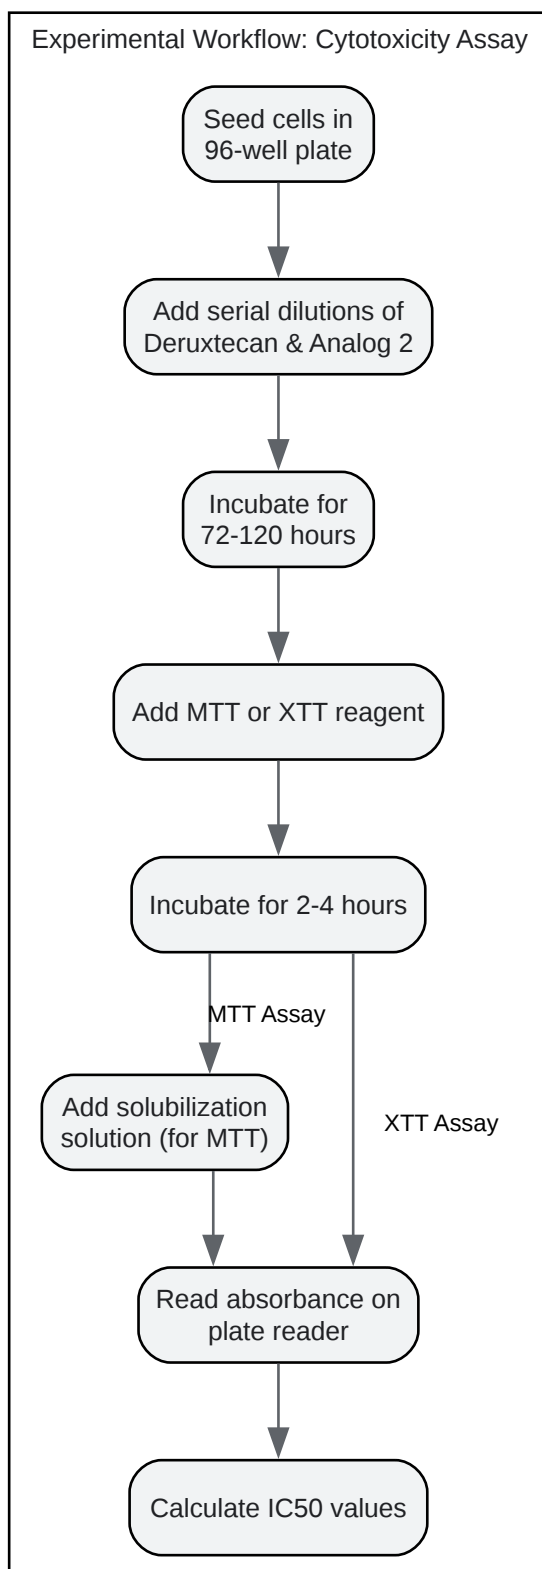 Experimental Workflow: Cytotoxicity Assay
Seed cells in
96-well plate
Add serial dilutions of
Deruxtecan & Analog 2
Incubate for
72-120 hours
Add MTT or XTT reagent
Incubate for 2-4 hours
MTT Assay
Add solubilization
solution (for MTT)
XTT Assay
Read absorbance on
plate reader
Calculate IC50 values